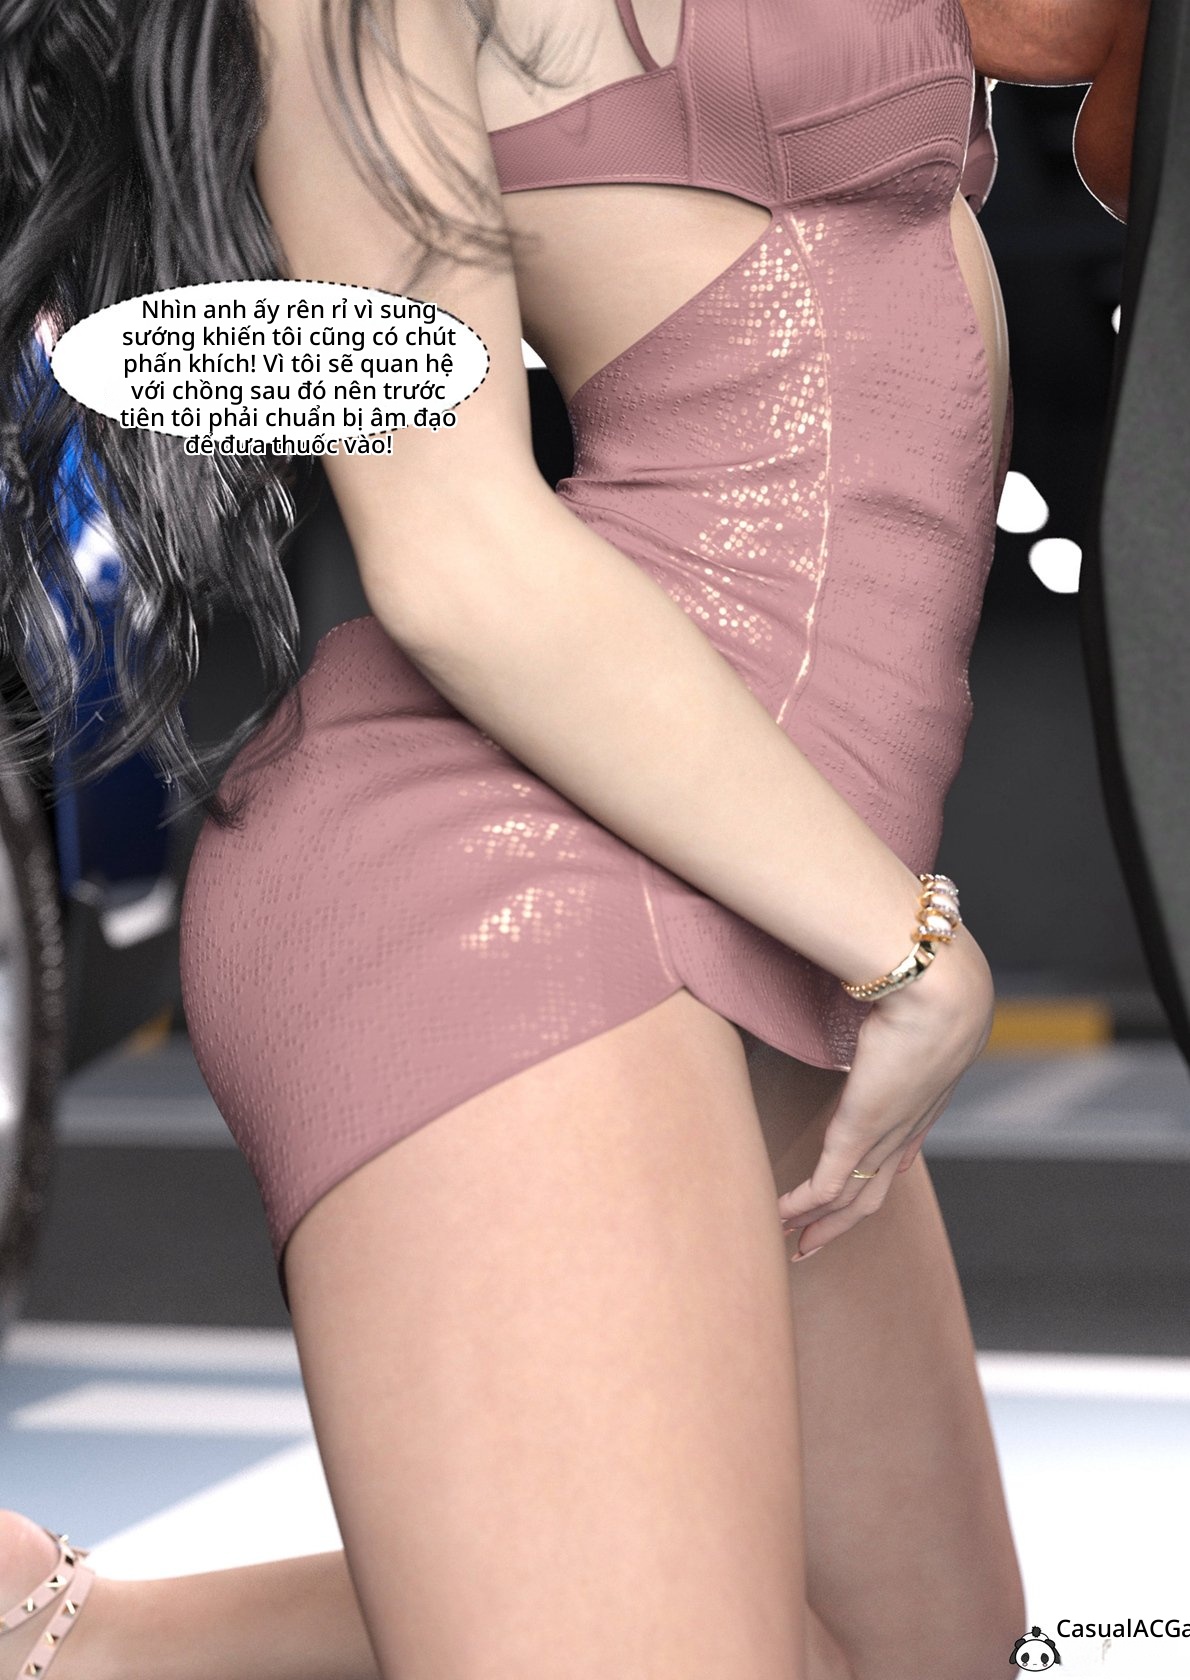 Nhìn anh ấy rên rỉ vì sung
sướng khiến tôi cũng có chút
phấn khích! Vì tôi sẽ quan hệ
với chồng sau đó nên trước
tiên tôi phải chuẩn bị âm đạo
để đưa thuốc vào!
CasualACGa